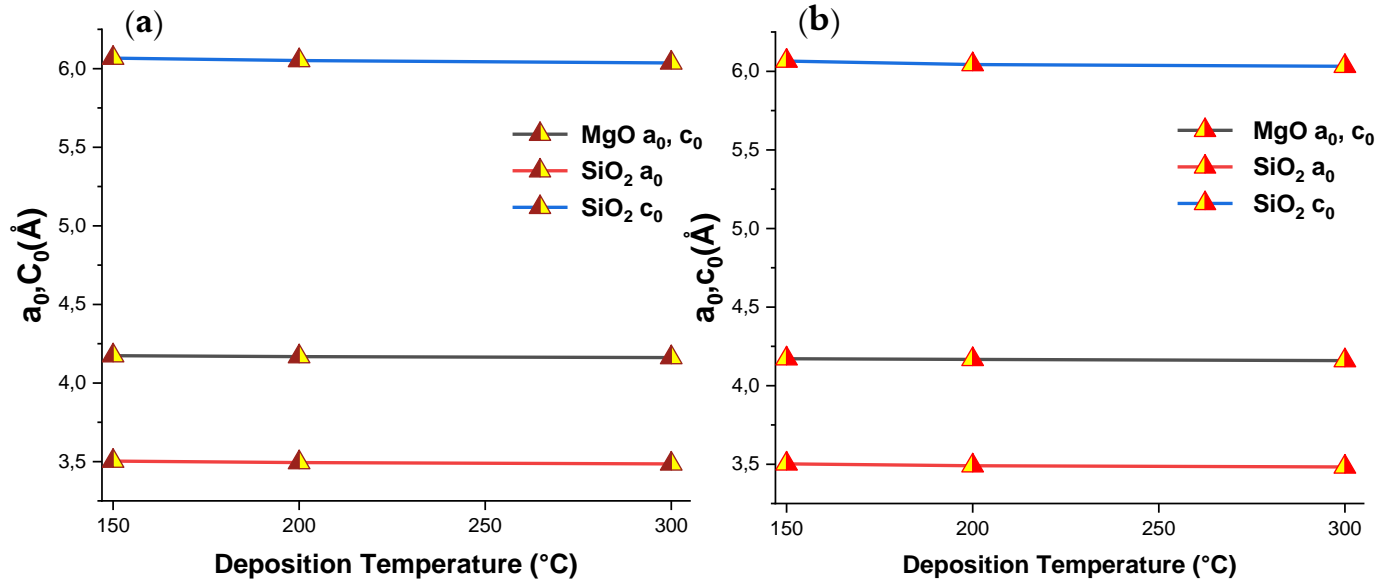 (a)
a₀,C₀(Å)
6,0
5,5
5,0
4,5
4,0
3,5
MgO a₀, c₀
SiO₂ a₀
SiO₂ c₀
150
200
250
300
Deposition Temperature (°C)
(b)
a₀,c₀(Å)
6,0
5,5
5,0
4,5
4,0
3,5
MgO a₀, c₀
SiO₂ a₀
SiO₂ c₀
150
200
250
300
Deposition Temperature (°C)